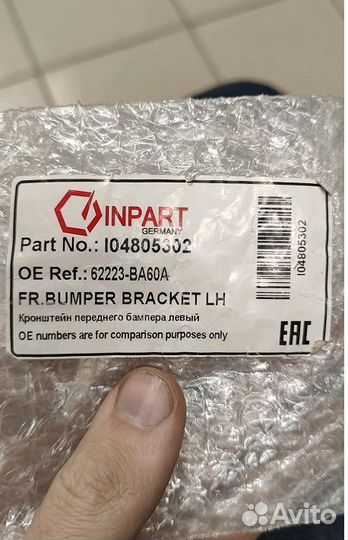 INPART
GERMANY
Part No.: I04805302
OE Ref.: 62223-BA60A
FR.BUMPER BRACKET LH
Кронштейн переднего бампера левый
OE numbers are for comparison purposes only
I04805302
EAC
Avito